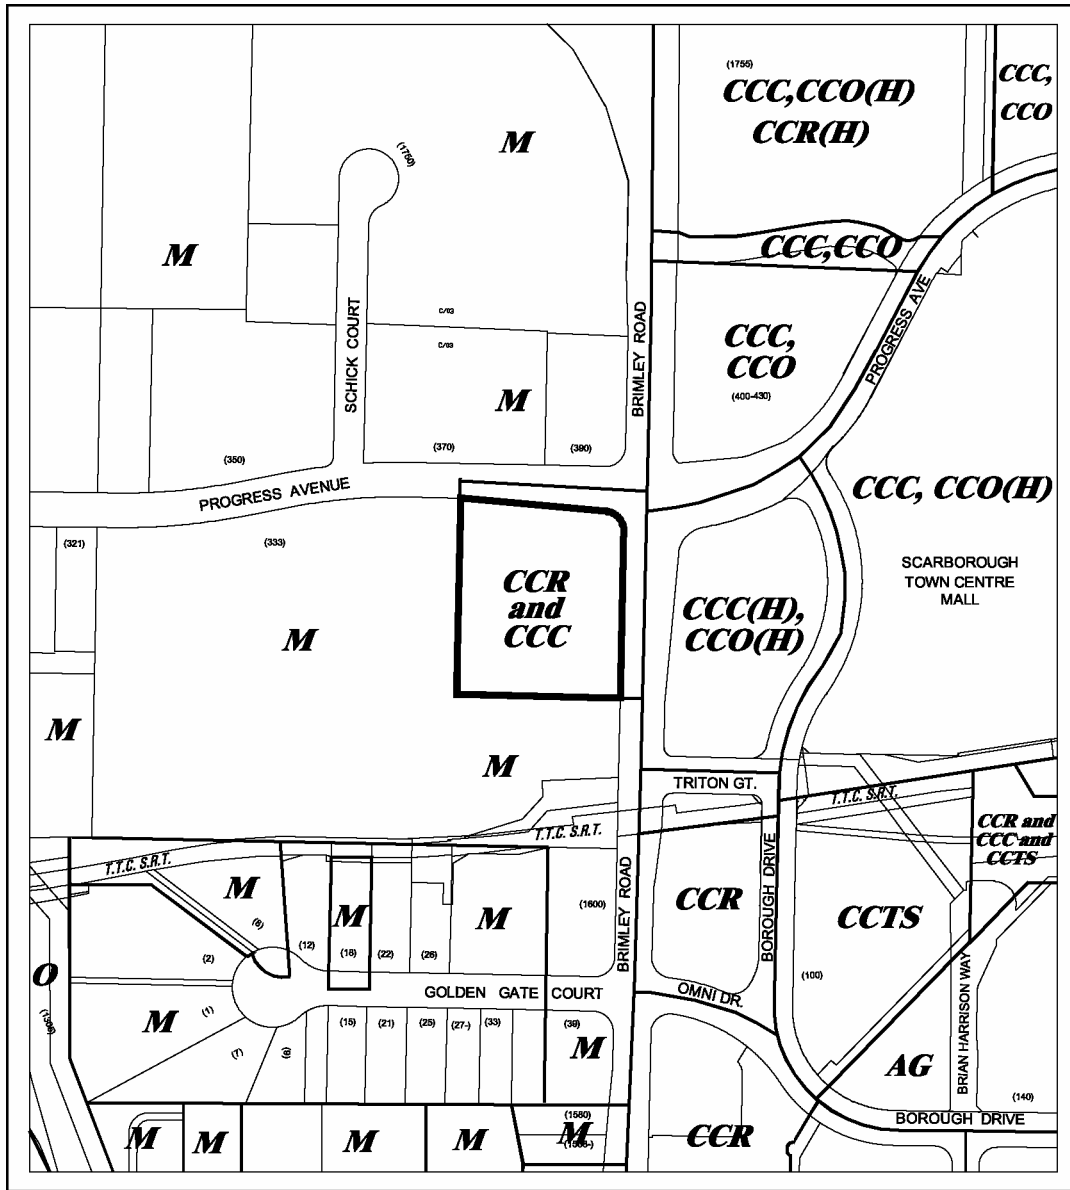 (1755)
CCC,CCO(H)
CCR(H)
CCC,
CCO
M
(1750)
M
CCC,CCO
C/03
C/03
SCHICK COURT
BRIMLEY ROAD
PROGRESS AVE
CCC,
CCO
(400-430)
M
(350)
(370)
(390)
PROGRESS AVENUE
CCC, CCO(H)
(321)
(333)
SCARBOROUGH
TOWN CENTRE
MALL
CCR
and
CCC
CCC(H),
CCO(H)
M
M
M
TRITON GT.
T.T.C. S.R.T.
T.T.C. S.R.T.
T.T.C. S.R.T.
CCR and
CCC and
CCTS
BOROUGH DRIVE
BRIMLEY ROAD
M
M
M
CCR
CCTS
(1600)
(6)
(12)
(18)
(22)
(26)
(2)
O
(100)
GOLDEN GATE COURT
OMNI DR.
BRIAN HARRISON WAY
(1)
M
(15)
(21)
(25)
(27-)
(33)
(39)
(7)
M
AG
(140)
BOROUGH DRIVE
(1580)
M
M
M
M
M
CCR